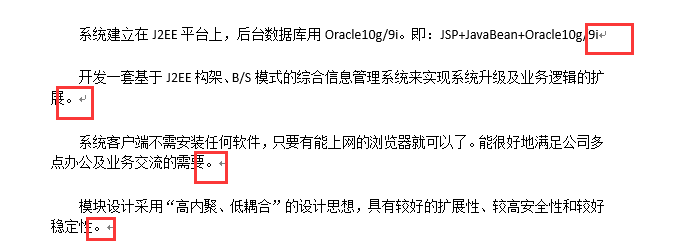 系统建立在 J2EE 平台上，后台数据库用 Oracle10g/9i。即：JSP+JavaBean+Oracle10g/9i
开发一套基于 J2EE 构架、B/S 模式的综合信息管理系统来实现系统升级及业务逻辑的扩
展。
系统客户端不需安装任何软件，只要有能上网的浏览器就可以了。能很好地满足公司多
点办公及业务交流的需要。
模块设计采用“高内聚、低耦合”的设计思想，具有较好的扩展性、较高安全性和较好
稳定性。